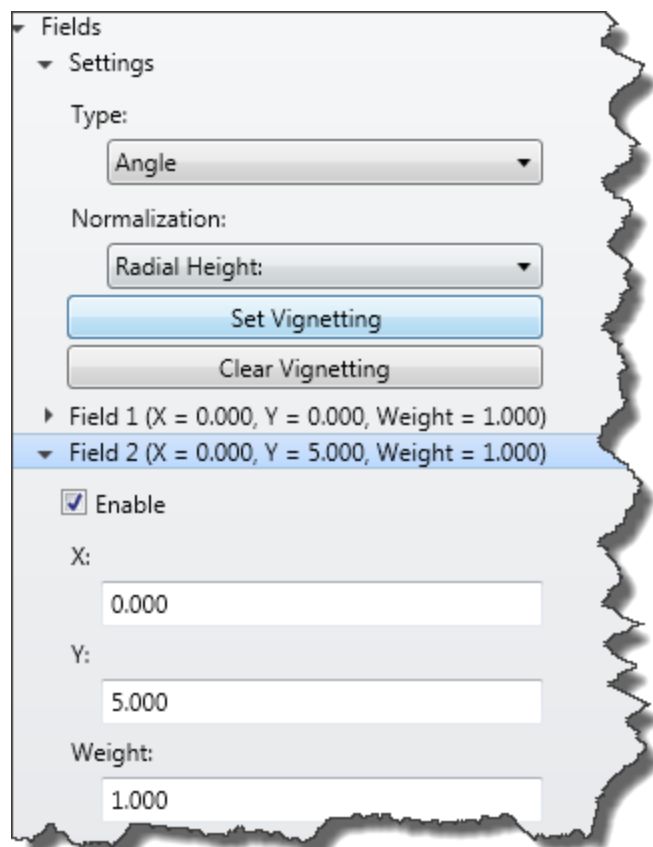 Fields
Settings
Type:
Angle
Normalization:
Radial Height:
Set Vignetting
Clear Vignetting
Field 1 (X = 0.000, Y = 0.000, Weight = 1.000)
Field 2 (X = 0.000, Y = 5.000, Weight = 1.000)
Enable
X:
0.000
Y:
5.000
Weight:
1.000